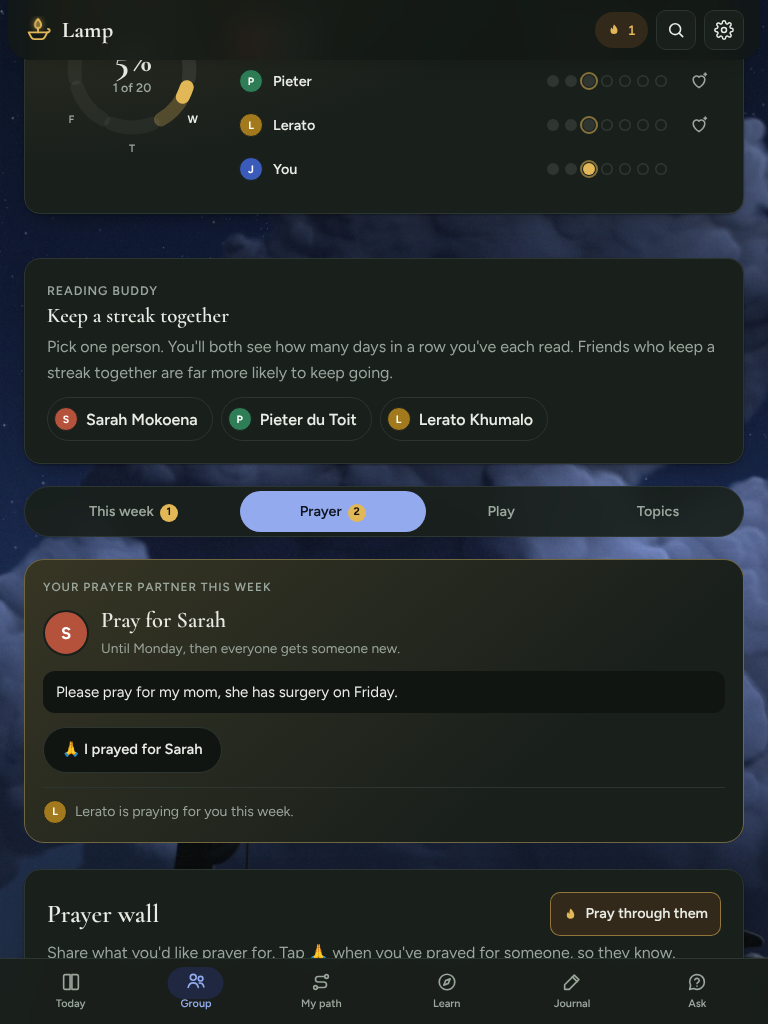 Lamp
1
5%
1 of 20
F
W
T
P Pieter
L Lerato
J You
READING BUDDY
Keep a streak together
Pick one person. You'll both see how many days in a row you've each read. Friends who keep a
streak together are far more likely to keep going.
S Sarah Mokoena P Pieter du Toit L Lerato Khumalo
This week 1 Prayer 2 Play Topics
YOUR PRAYER PARTNER THIS WEEK
S
Pray for Sarah
Until Monday, then everyone gets someone new.
Please pray for my mom, she has surgery on Friday.
🙏 I prayed for Sarah
L Lerato is praying for you this week.
Prayer wall
Pray through them
Share what you'd like prayer for. Tap 🙏 when you've prayed for someone, so they know.
Today Group My path Learn Journal Ask